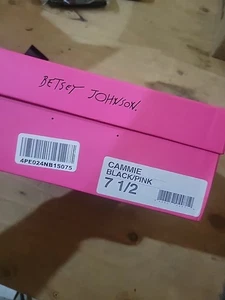 BETSEY JOHNSON.
4PE024NB15075
CAMMIE
BLACK/PINK
7 1/2